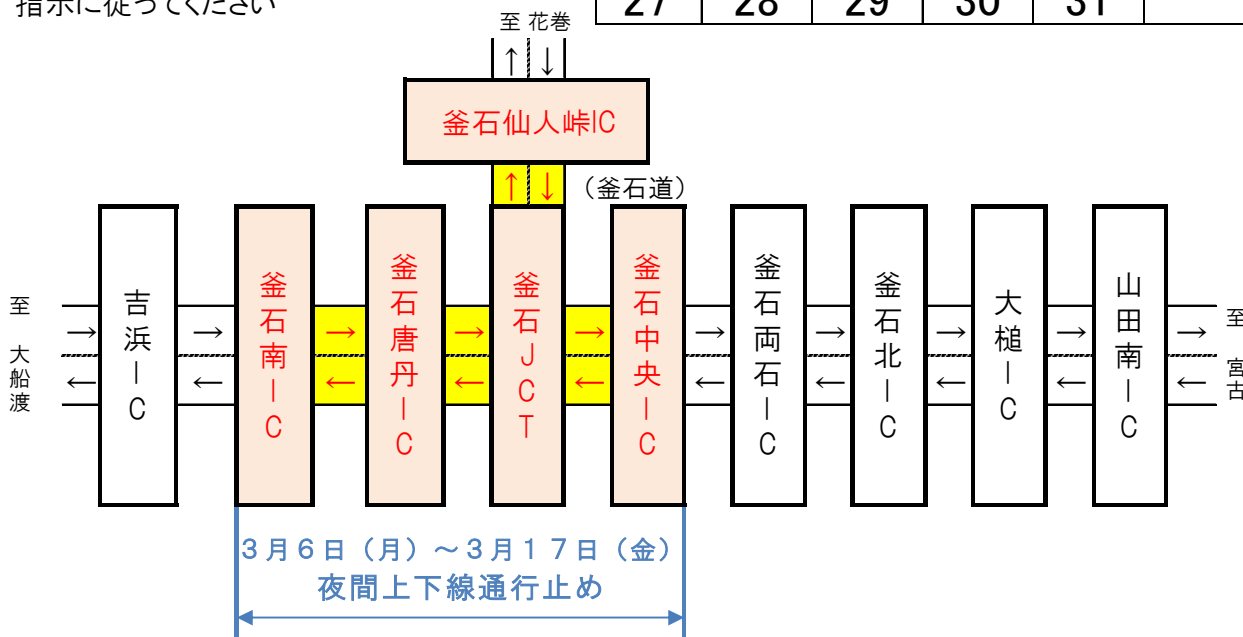 指示に従ってください
27 28 29 30 31
至 花巻
↑ ↓
釜石仙人峠IC
↑ ↓ (釜石道)
至 大船渡
吉浜IC
釜石南IC
釜石唐丹IC
釜石JCT
釜石中央IC
釜石両石IC
釜石北IC
大槌IC
山田南IC
至 宮古
→ → → → → → → → → →
← ← ← ← ← ← ← ← ← ←
3月6日(月)~3月17日(金)
夜間上下線通行止め